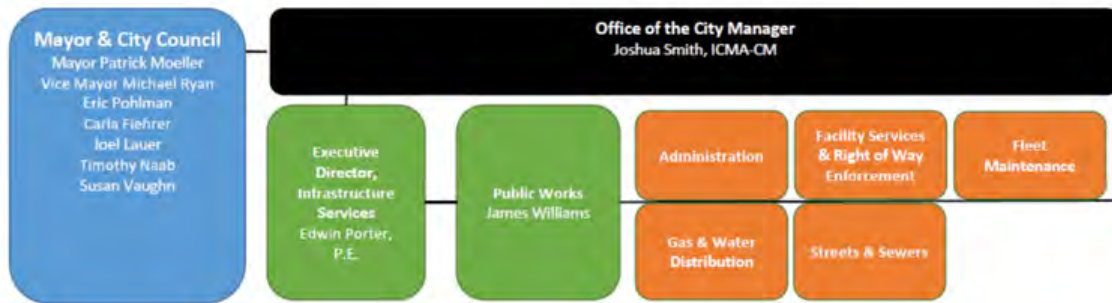 Mayor & City Council
Mayor Patrick Moeller
Vice Mayor Michael Ryan
Eric Pohlman
Carla Fiehrer
Joel Lauer
Timothy Naab
Susan Vaughn
Office of the City Manager
Joshua Smith, ICMA-CM
Executive
Director,
Infrastructure
Services
Edwin Porter,
P.E.
Public Works
James Williams
Administration
Facility Services
& Right of Way
Enforcement
Fleet
Maintenance
Gas & Water
Distribution
Streets & Sewers